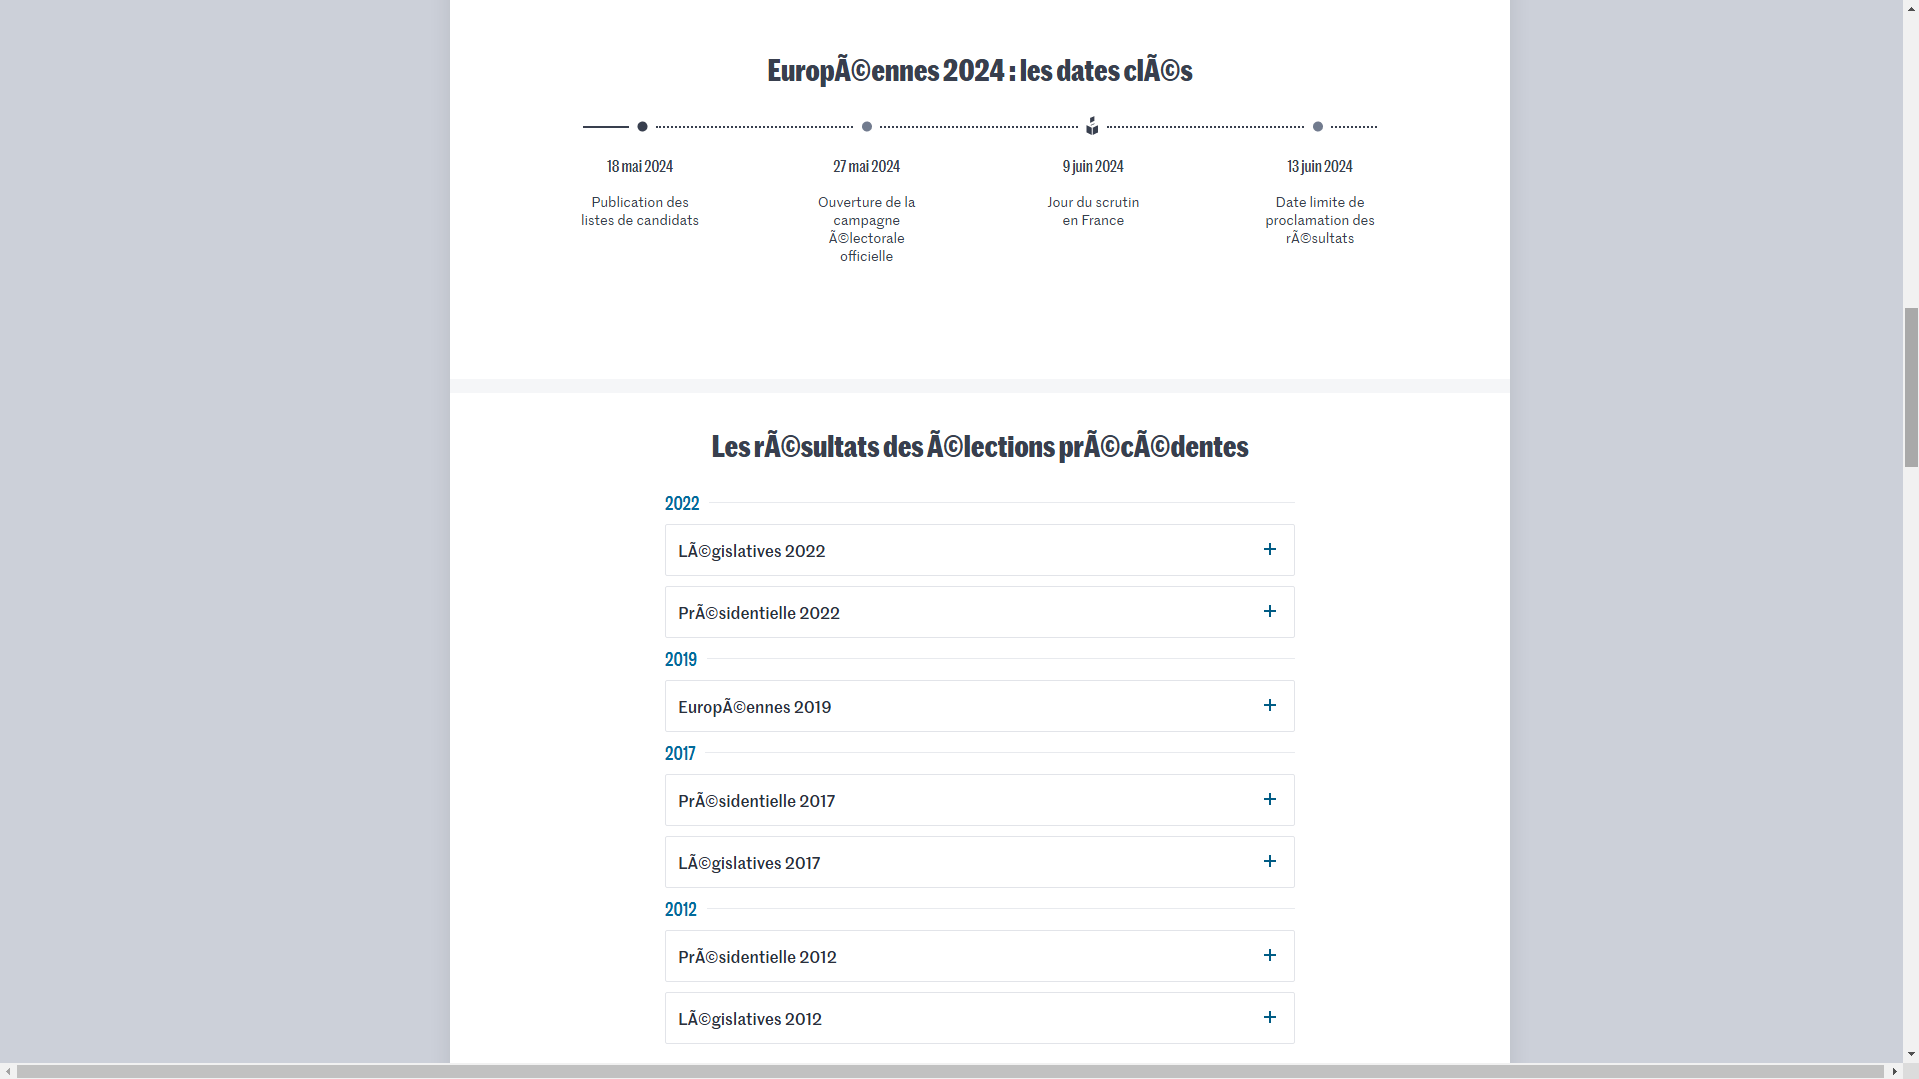 EuropÃ©ennes 2024 : les dates clÃ©s
18 mai 2024
Publication des
listes de candidats
27 mai 2024
Ouverture de la
campagne
Ã©lectorale
officielle
9 juin 2024
Jour du scrutin
en France
13 juin 2024
Date limite de
proclamation des
rÃ©sultats
Les rÃ©sultats des Ã©lections prÃ©cÃ©dentes
2022
LÃ©gislatives 2022
PrÃ©sidentielle 2022
2019
EuropÃ©ennes 2019
2017
PrÃ©sidentielle 2017
LÃ©gislatives 2017
2012
PrÃ©sidentielle 2012
LÃ©gislatives 2012